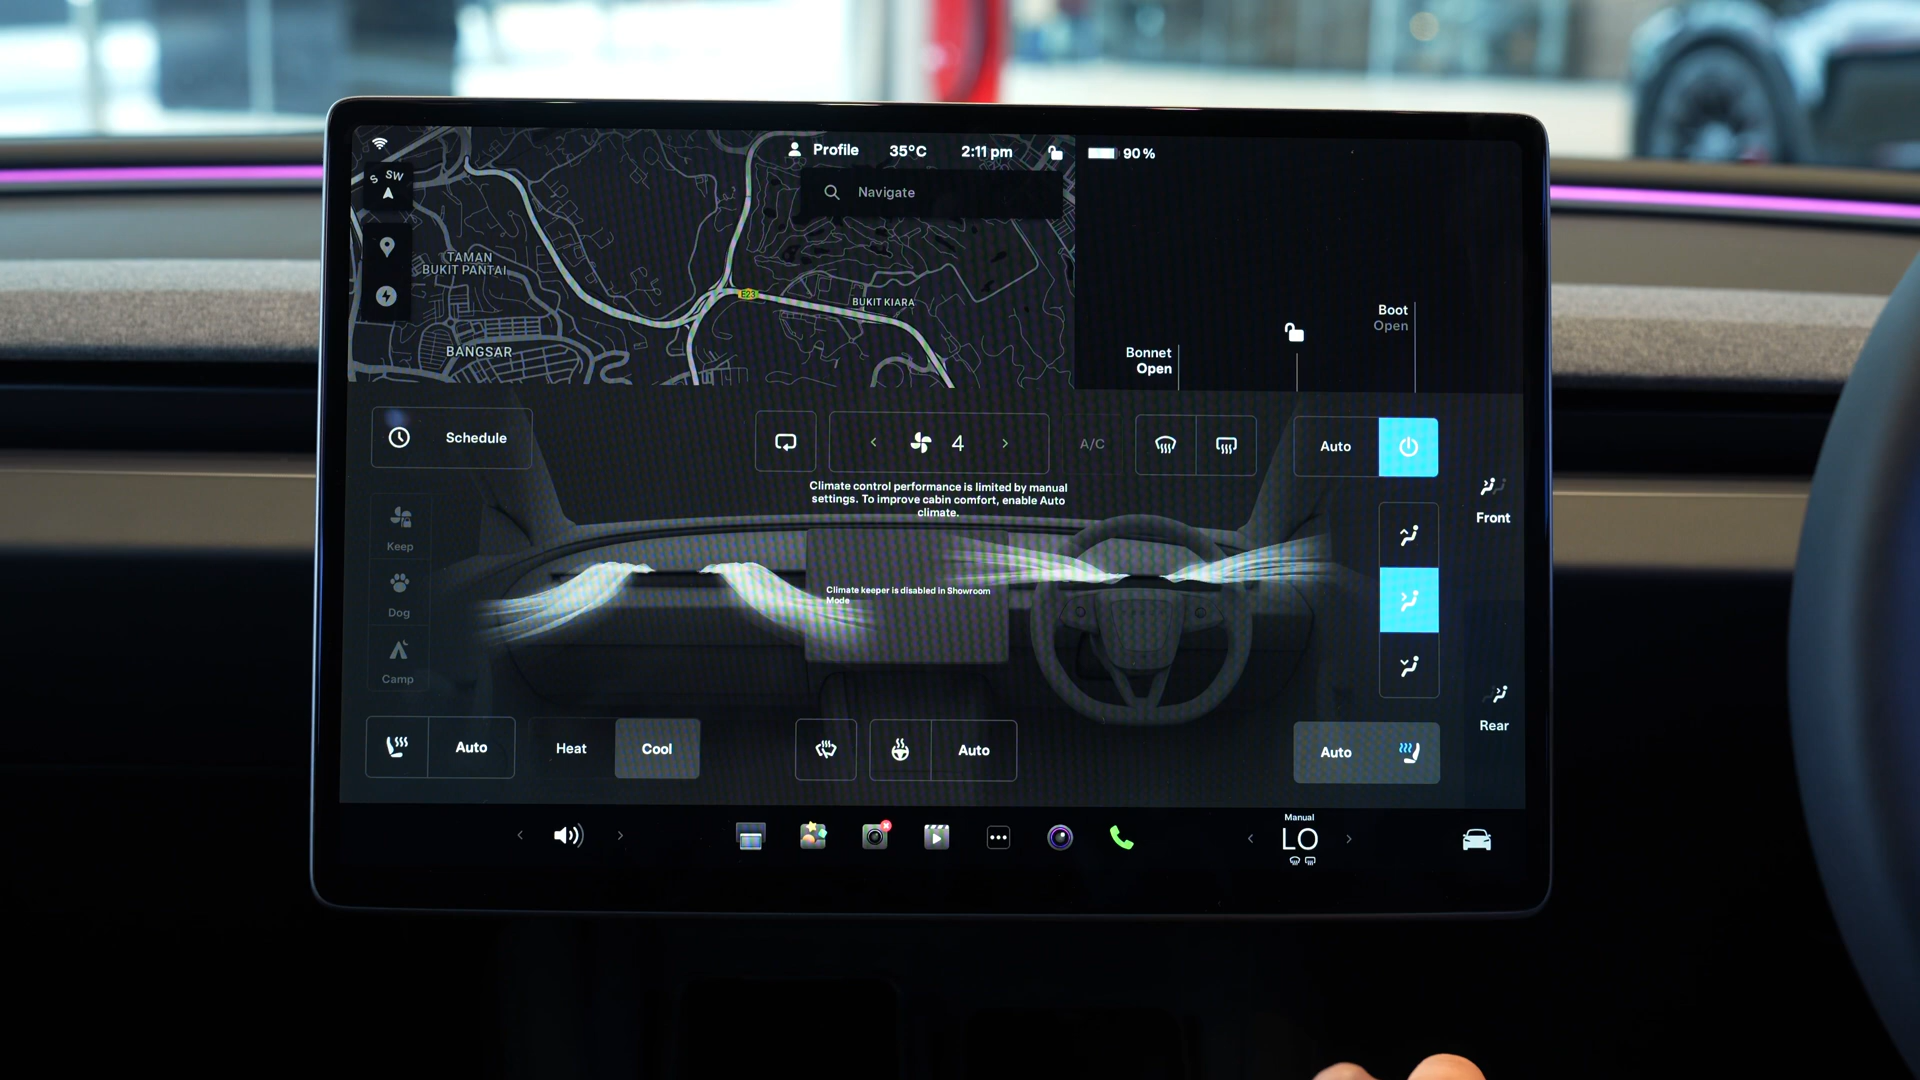 Profile
35°C
2:11 pm
90 %
S SW
Navigate
TAMAN
BUKIT PANTAI
E23
BUKIT KIARA
BANGSAR
Boot
Open
Bonnet
Open
Schedule
4
A/C
Auto
Climate control performance is limited by manual
settings. To improve cabin comfort, enable Auto
climate.
Front
Keep
Climate keeper is disabled in Showroom
Mode
Dog
Camp
Rear
Auto
Heat
Cool
Auto
Auto
Manual
LO